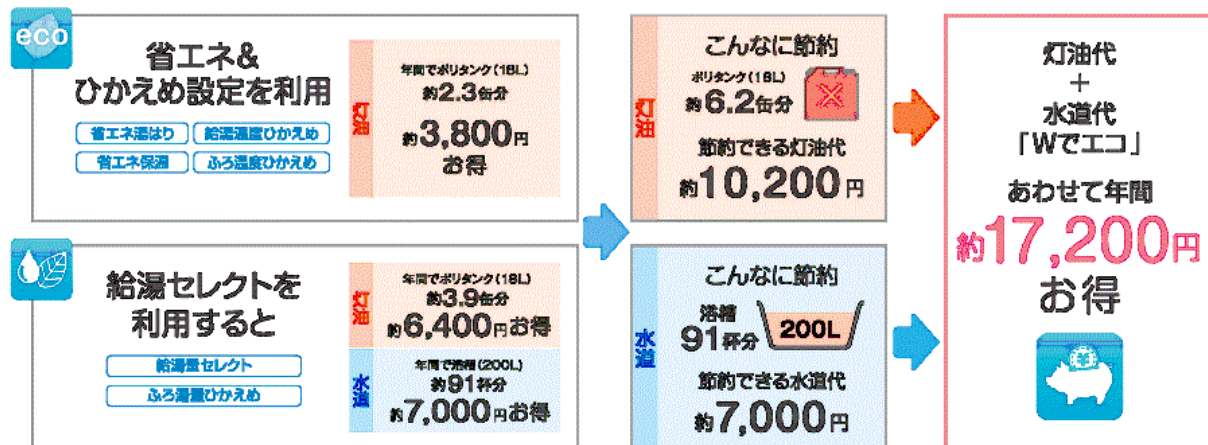 eco
省エネ&
ひかえめ設定を利用
省エネ湯はり
給湯温度ひかえめ
省エネ保温
ふろ温度ひかえめ
灯油
年間でポリタンク(18L)
約2.3缶分
約3,800円
お得
給湯セレクトを
利用すると
給湯量セレクト
ふろ湯量ひかえめ
灯油
年間でポリタンク(18L)
約3.9缶分
約6,400円お得
水道
年間で浴槽(200L)
約91杯分
約7,000円お得
灯油
こんなに節約
ポリタンク(18L)
約6.2缶分
節約できる灯油代
約10,200円
水道
こんなに節約
浴槽
91杯分
200L
節約できる水道代
約7,000円
灯油代
+
水道代
「Wでエコ」
あわせて年間
約17,200円
お得
¥